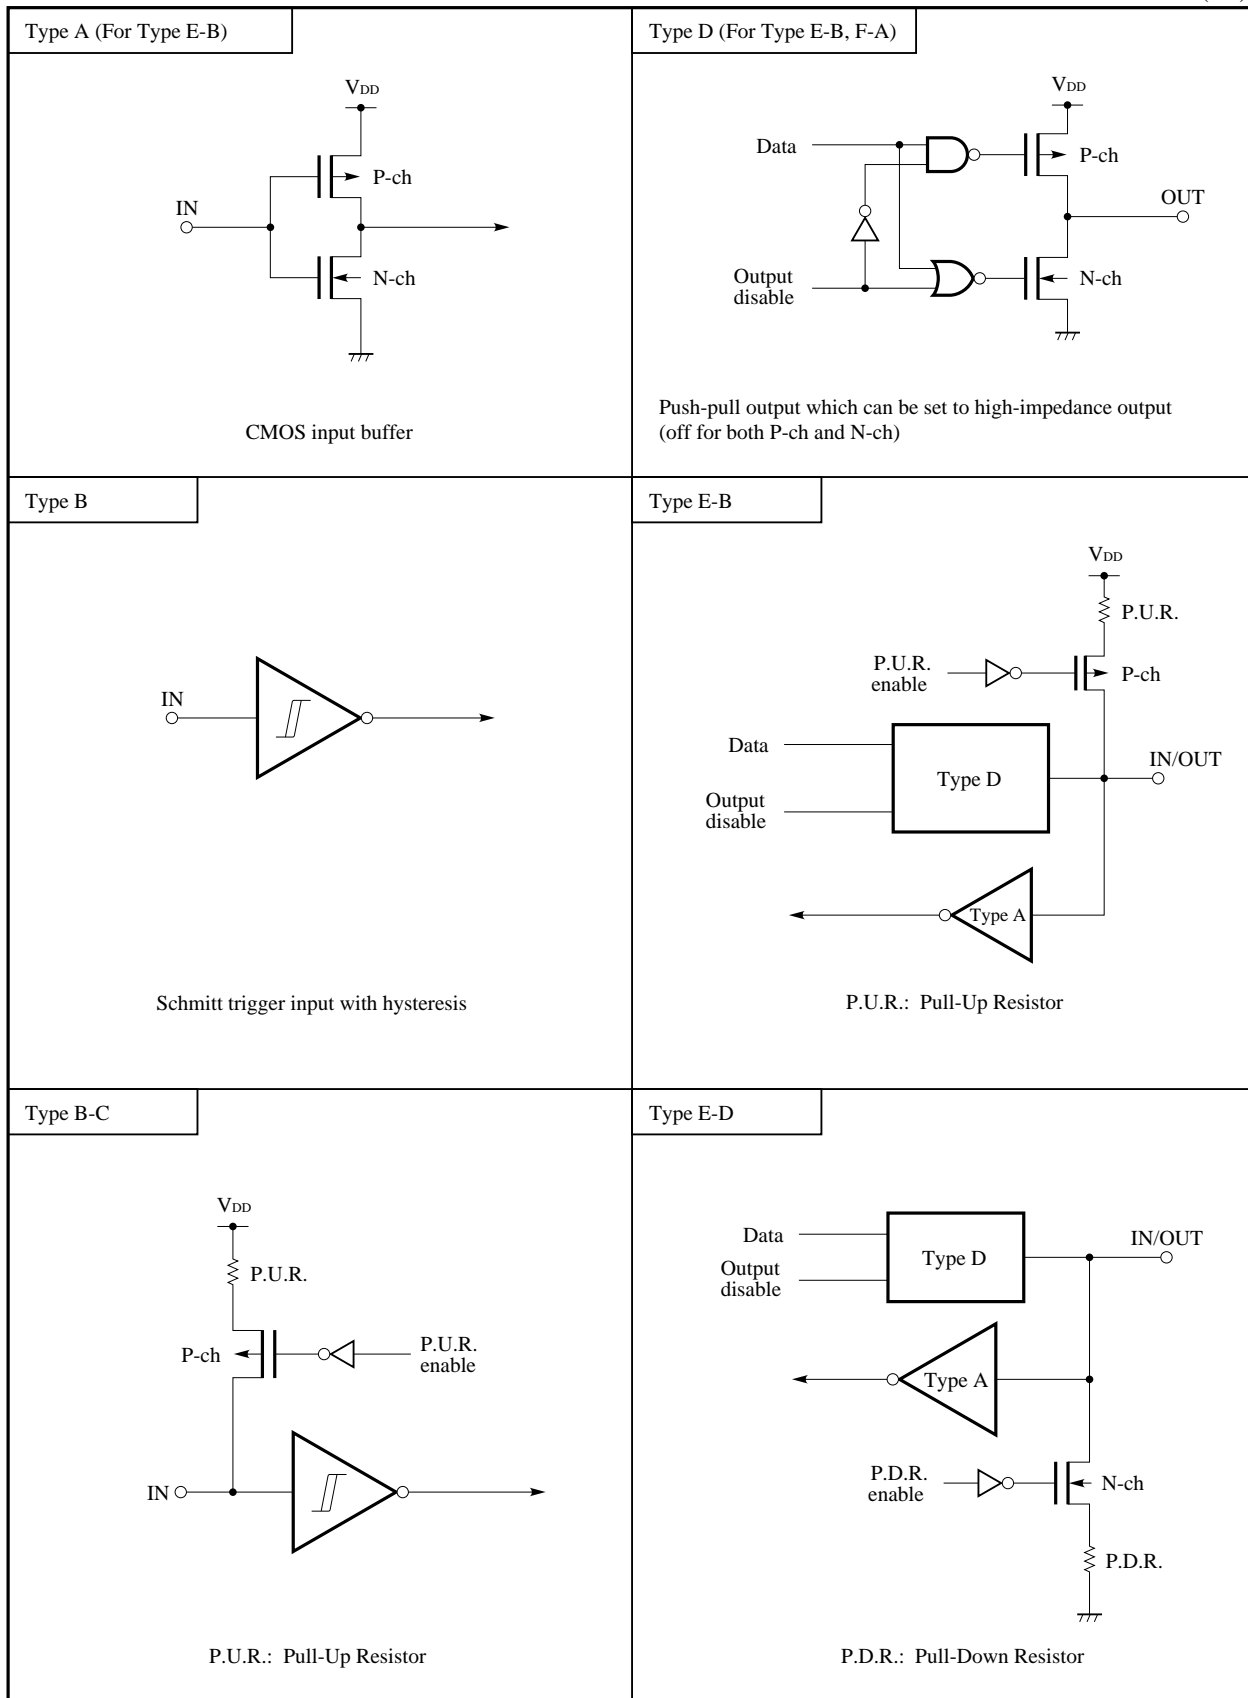 Type A (For Type E-B)
VDD
P-ch
IN
N-ch
CMOS input buffer
Type D (For Type E-B, F-A)
VDD
Data
P-ch
OUT
Output
disable
N-ch
Push-pull output which can be set to high-impedance output
(off for both P-ch and N-ch)
Type B
IN
Schmitt trigger input with hysteresis
Type E-B
VDD
P.U.R.
P.U.R.
enable
P-ch
Data
Type D
IN/OUT
Output
disable
Type A
P.U.R.: Pull-Up Resistor
Type B-C
VDD
P.U.R.
P-ch
P.U.R.
enable
IN
P.U.R.: Pull-Up Resistor
Type E-D
Data
Type D
IN/OUT
Output
disable
Type A
P.D.R.
enable
N-ch
P.D.R.
P.D.R.: Pull-Down Resistor